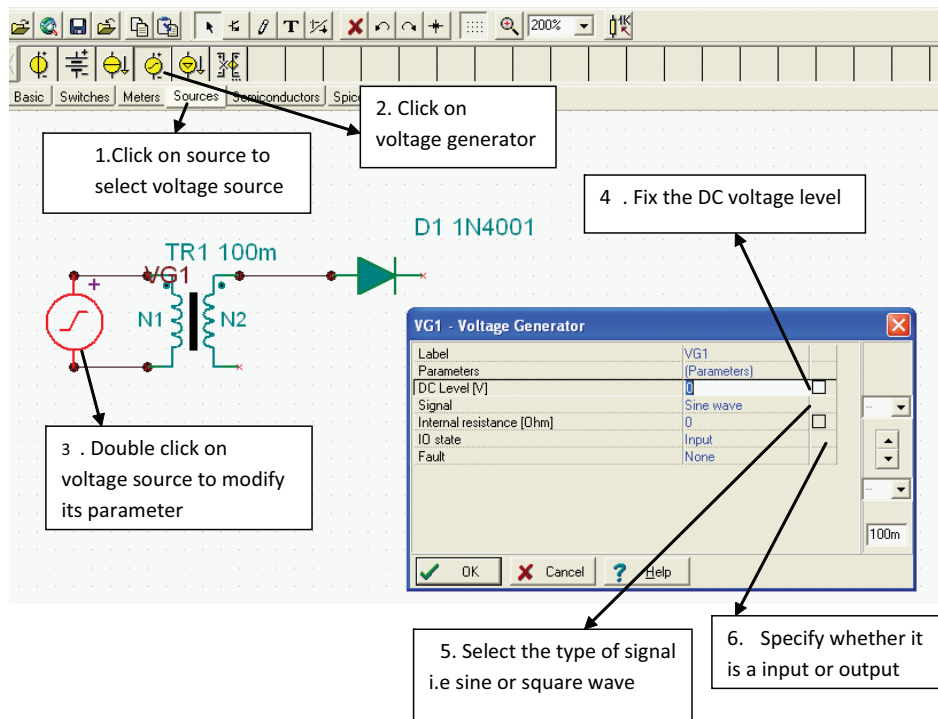 200%
1K
Basic Switches Meters Sources Semiconductors Spic
2. Click on
voltage generator
1.Click on source to
select voltage source
4 . Fix the DC voltage level
D1 1N4001
TR1 100m
VG1
+
N1
N2
VG1 - Voltage Generator
Label VG1
Parameters (Parameters)
DC Level [V] 0
Signal Sine wave
Internal resistance [Ohm] 0
IO state Input
Fault None
100m
OK Cancel ? Help
3 . Double click on
voltage source to modify
its parameter
5. Select the type of signal
i.e sine or square wave
6. Specify whether it
is a input or output